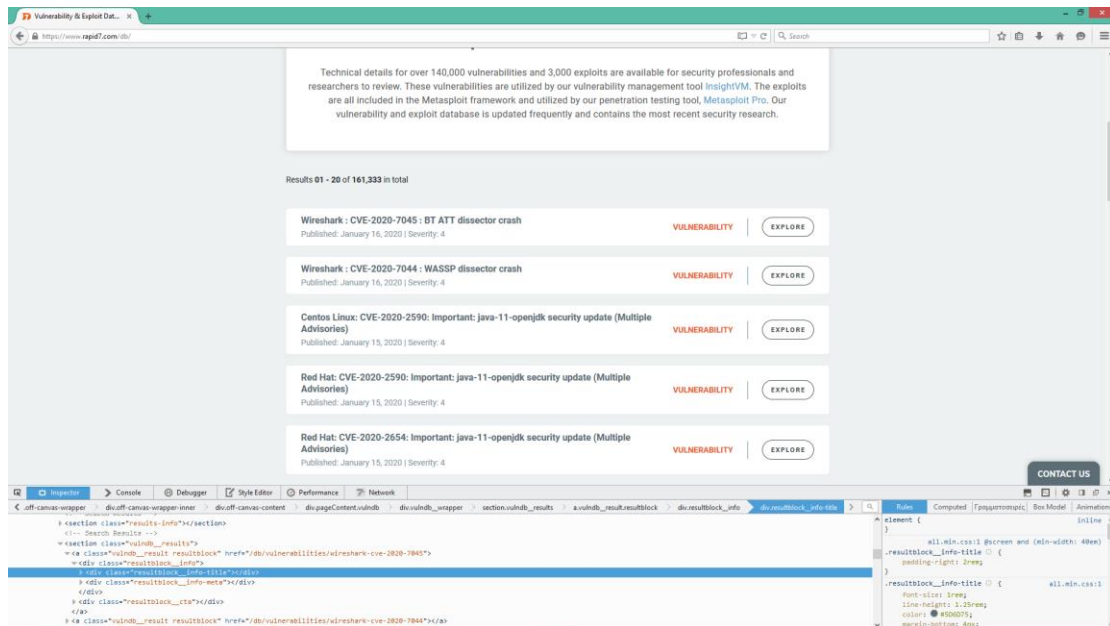 Vulnerability & Exploit Dat...
https://www.rapid7.com/db/
Search
Technical details for over 140,000 vulnerabilities and 3,000 exploits are available for security professionals and
researchers to review. These vulnerabilities are utilized by our vulnerability management tool InsightVM. The exploits
are all included in the Metasploit framework and utilized by our penetration testing tool, Metasploit Pro. Our
vulnerability and exploit database is updated frequently and contains the most recent security research.
Results 01 - 20 of 161,333 in total
Wireshark : CVE-2020-7045 : BT ATT dissector crash
Published: January 16, 2020 | Severity: 4
VULNERABILITY
EXPLORE
Wireshark : CVE-2020-7044 : WASSP dissector crash
Published: January 16, 2020 | Severity: 4
VULNERABILITY
EXPLORE
Centos Linux: CVE-2020-2590: Important: java-11-openjdk security update (Multiple
Advisories)
Published: January 15, 2020 | Severity: 4
VULNERABILITY
EXPLORE
Red Hat: CVE-2020-2590: Important: java-11-openjdk security update (Multiple
Advisories)
Published: January 15, 2020 | Severity: 4
VULNERABILITY
EXPLORE
Red Hat: CVE-2020-2654: Important: java-11-openjdk security update (Multiple
Advisories)
Published: January 15, 2020 | Severity: 4
VULNERABILITY
EXPLORE
CONTACT US
Inspector Console Debugger Style Editor Performance Network
.off-canvas-wrapper div.off-canvas-wrapper-inner div.off-canvas-content div.pageContent.vulndb div.vulndb__wrapper section.vulndb__results a.vulndb__result.resultblock div.resultblock__info div.resultblock__info-title
<section class="results-info"></section>
<!-- Search Results -->
<section class="vulndb__results">
<a class="vulndb__result resultblock" href="/db/vulnerabilities/wireshark-cve-2020-7045">
<div class="resultblock__info">
<div class="resultblock__info-title"></div>
<div class="resultblock__info-meta"></div>
</div>
<div class="resultblock__cta"></div>
</a>
<a class="vulndb__result resultblock" href="/db/vulnerabilities/wireshark-cve-2020-7044"></a>
Rules Computed Γραμματοσειρές Box Model Animations
element { inline
}
all.min.css:1 @screen and (min-width: 40em)
.resultblock__info-title {
padding-right: 2rem;
}
.resultblock__info-title { all.min.css:1
font-size: 1rem;
line-height: 1.25rem;
color: #5D6D75;
margin-bottom: 4px;